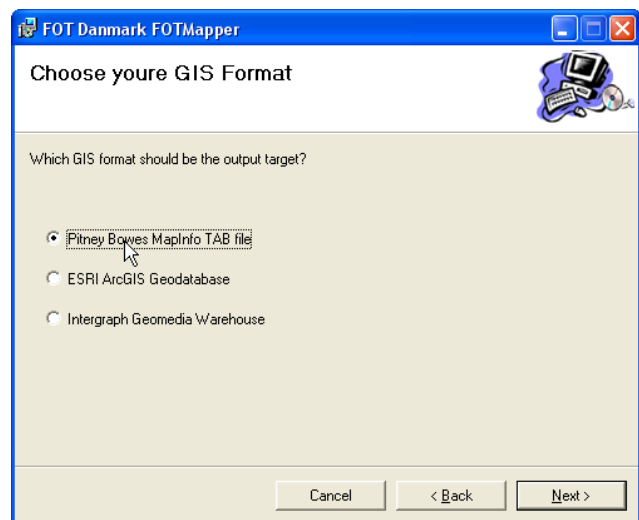 FOT Danmark FOTMapper
Choose youre GIS Format
Which GIS format should be the output target?
Pitney Bowes MapInfo TAB file
ESRI ArcGIS Geodatabase
Intergraph Geomedia Warehouse
Cancel
< Back
Next >